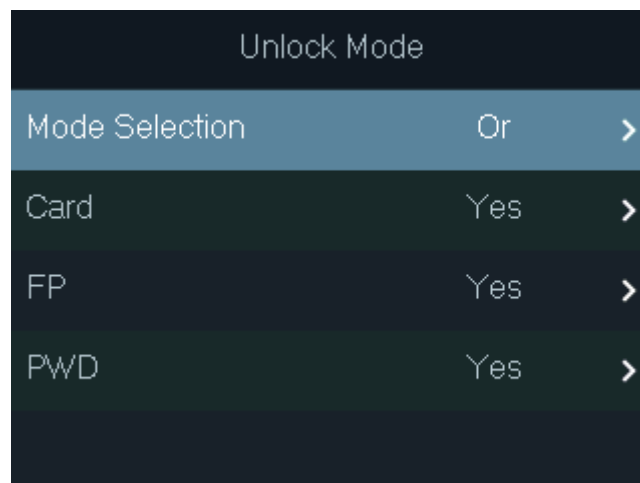 Unlock Mode
Mode Selection Or
Card Yes
FP Yes
PWD Yes